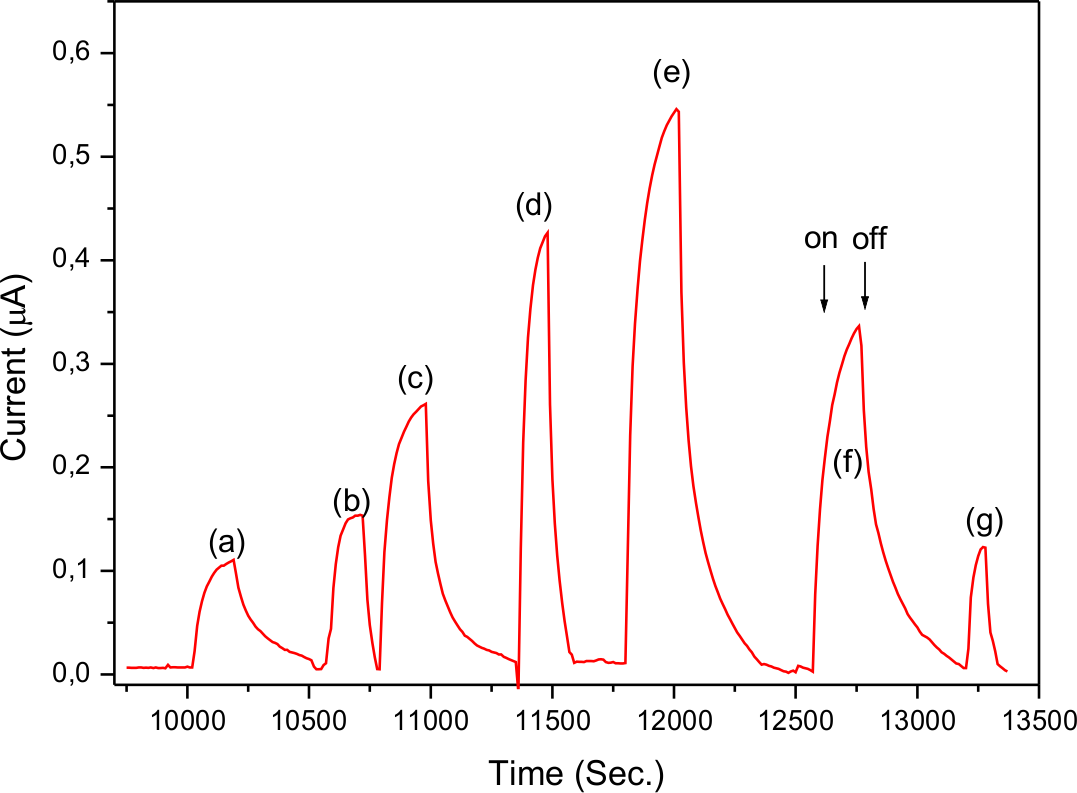 0,6
0,5
0,4
0,3
0,2
0,1
0,0
Current (μA)
(a)
(b)
(c)
(d)
(e)
on off
(f)
(g)
10000 10500 11000 11500 12000 12500 13000 13500
Time (Sec.)